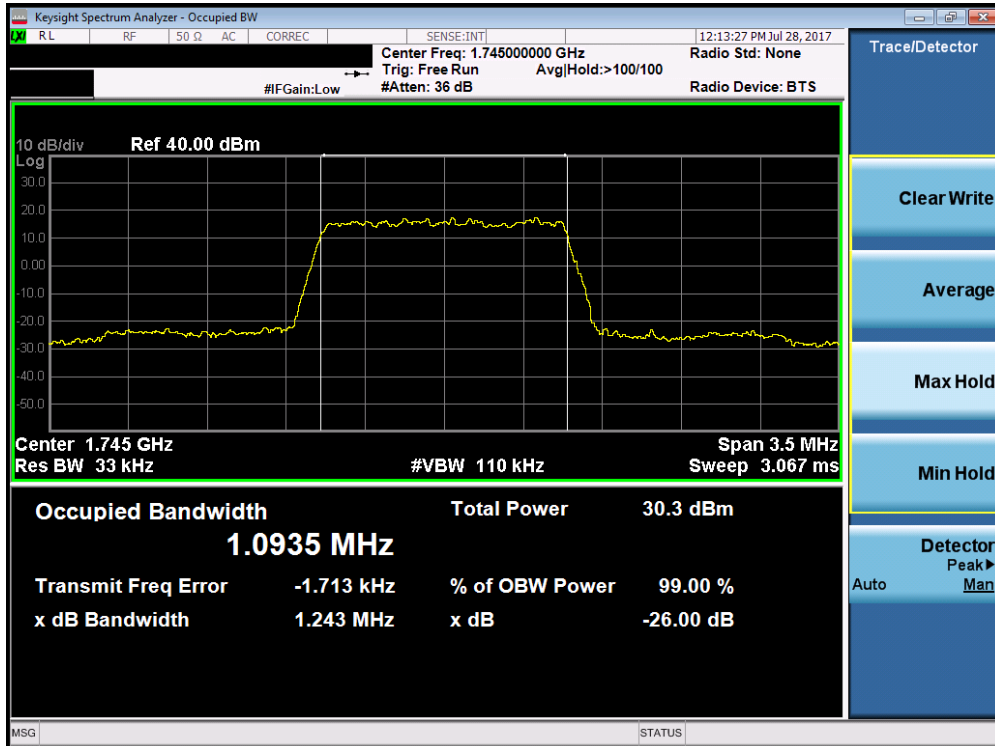 Keysight Spectrum Analyzer - Occupied BW
LXI RL RF 50 Ω AC CORREC SENSE:INT 12:13:27 PM Jul 28, 2017
Center Freq: 1.745000000 GHz Radio Std: None
Trig: Free Run Avg|Hold:>100/100
#IFGain:Low #Atten: 36 dB Radio Device: BTS
Trace/Detector
10 dB/div Ref 40.00 dBm
Log
30.0
20.0
10.0
0.00
-10.0
-20.0
-30.0
-40.0
-50.0
Center 1.745 GHz Span 3.5 MHz
Res BW 33 kHz #VBW 110 kHz Sweep 3.067 ms
Occupied Bandwidth Total Power 30.3 dBm
1.0935 MHz
Transmit Freq Error -1.713 kHz % of OBW Power 99.00 %
x dB Bandwidth 1.243 MHz x dB -26.00 dB
Clear Write
Average
Max Hold
Min Hold
Detector
Peak▶
Auto Man
MSG STATUS